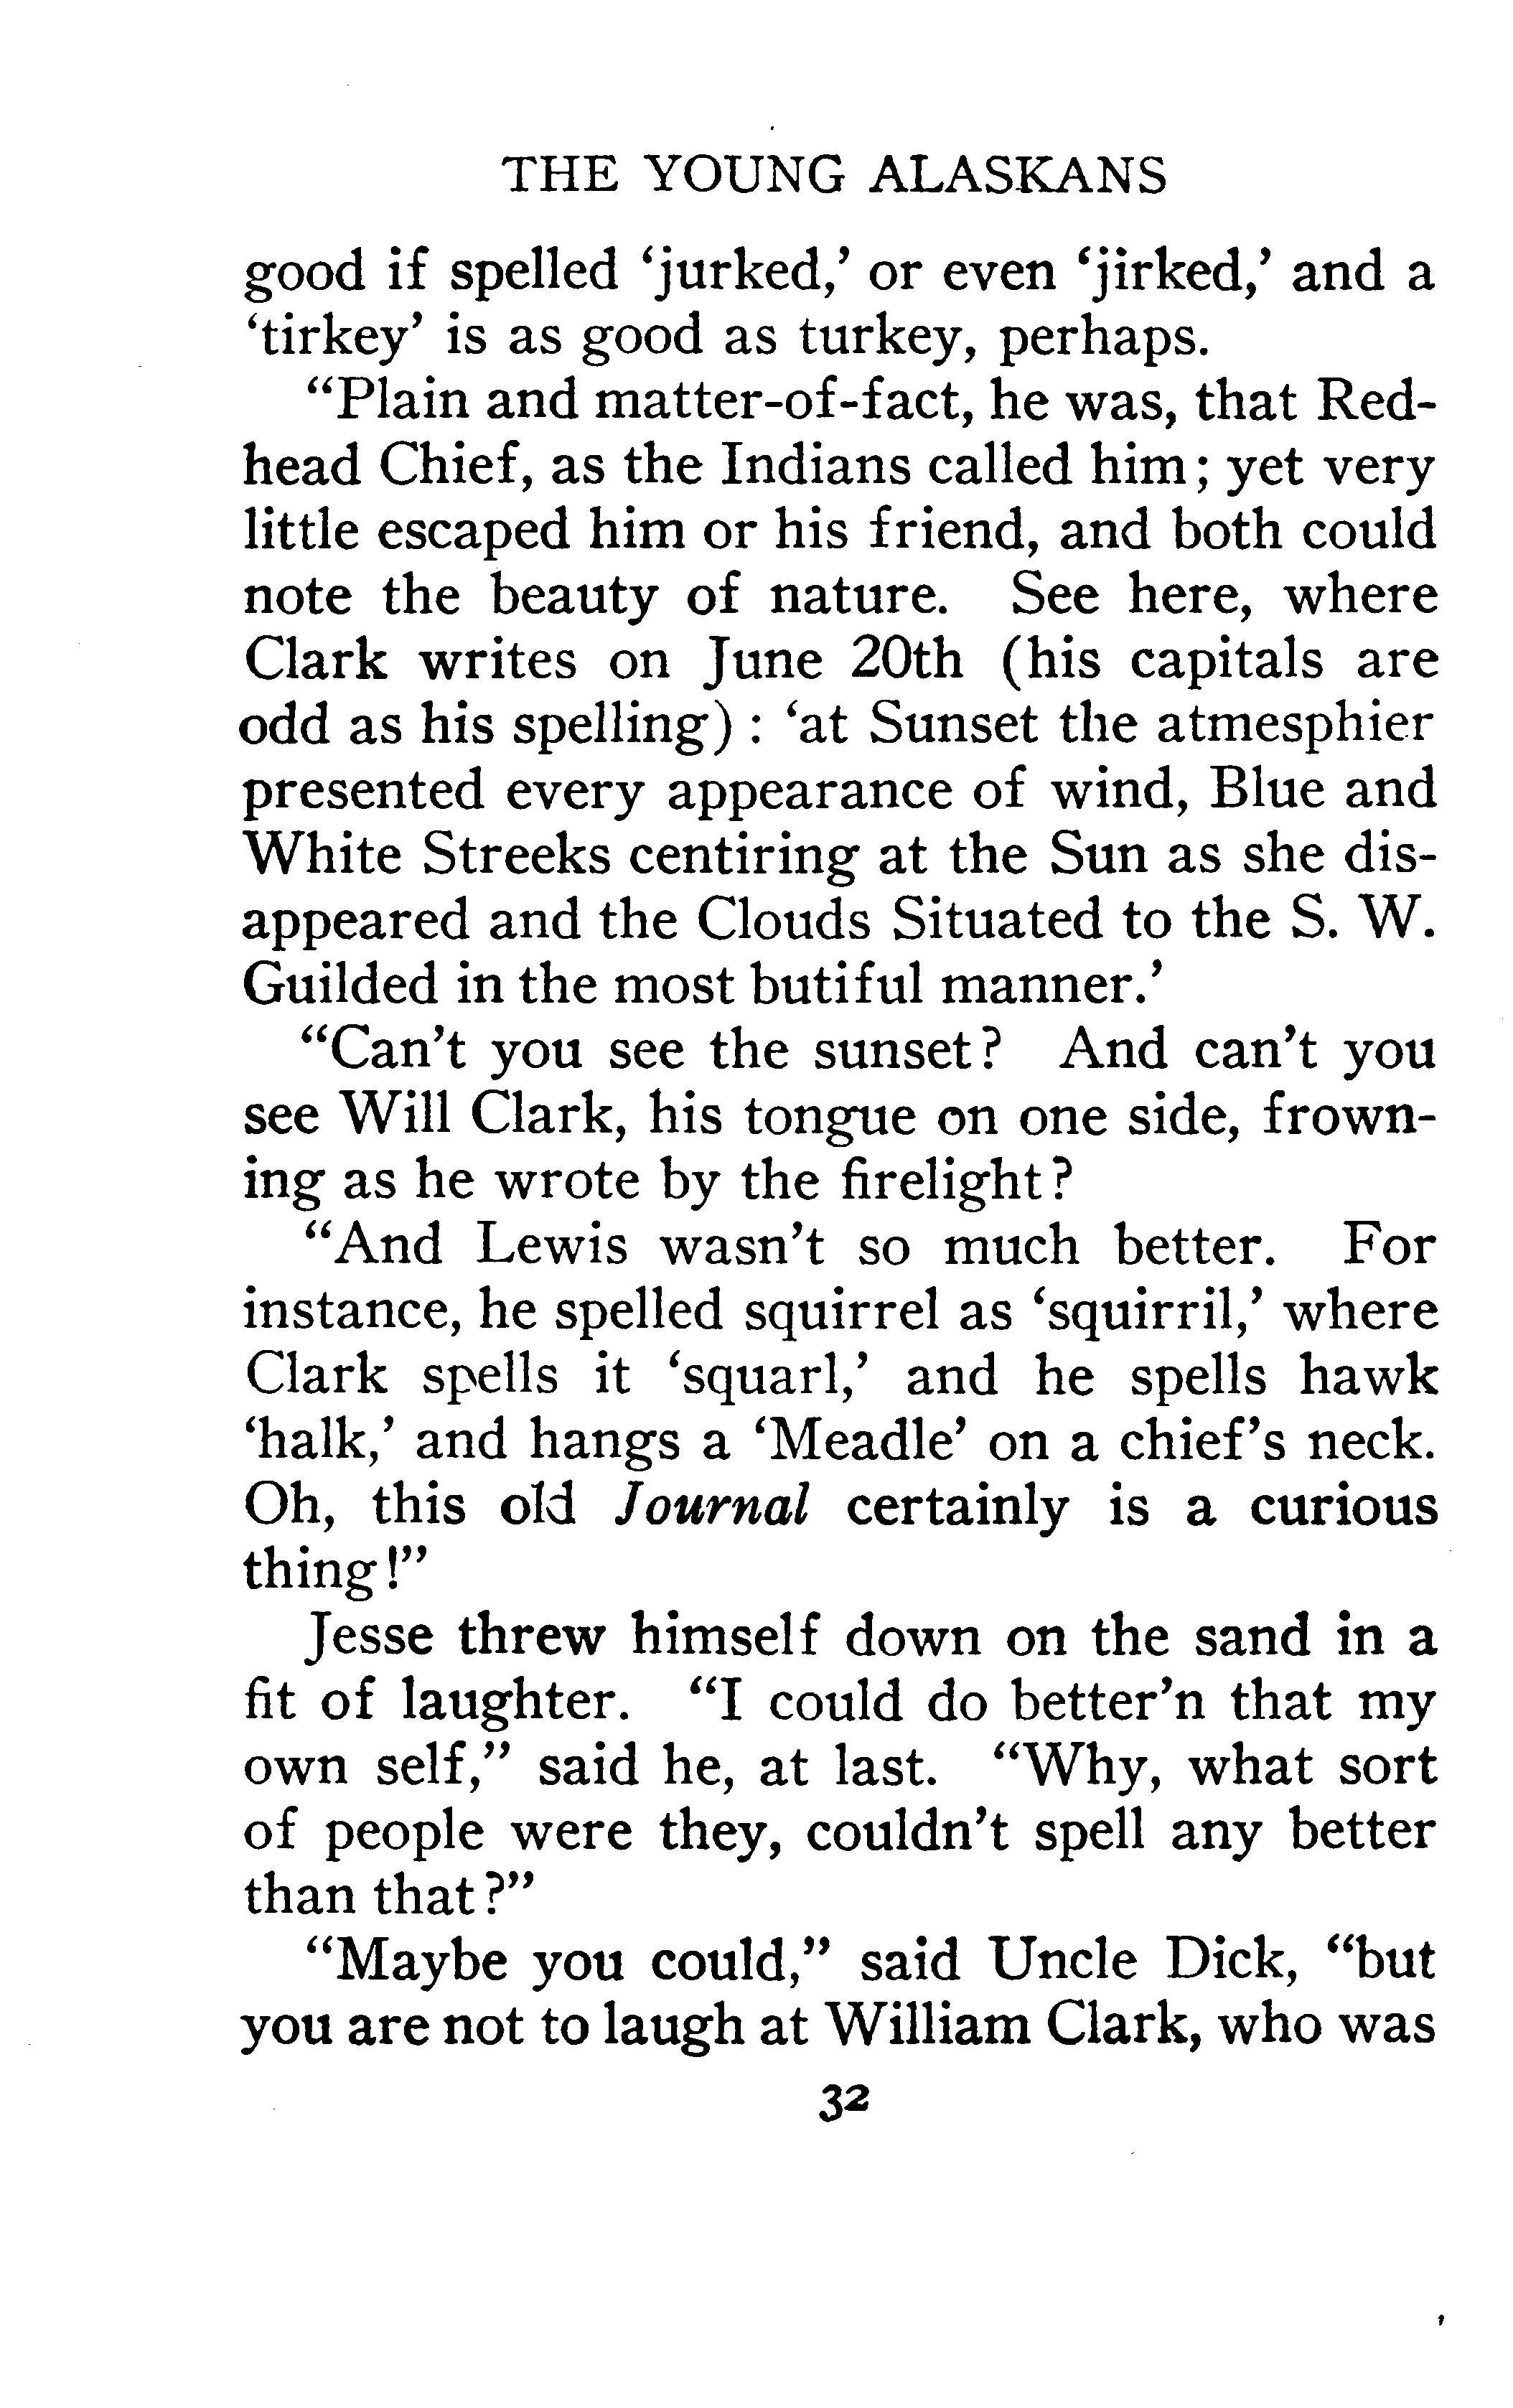 THE YOUNG ALASKANS
good if spelled ‘jurked,’ or even ‘jirked,’ and a
‘tirkey’ is as good as turkey, perhaps.
“Plain and matter-of-fact, he was, that Red-
head Chief, as the Indians called him; yet very
little escaped him or his friend, and both could
note the beauty of nature. See here, where
Clark writes on June 20th (his capitals are
odd as his spelling): ‘at Sunset the atmesphier
presented every appearance of wind, Blue and
White Streeks centiring at the Sun as she dis-
appeared and the Clouds Situated to the S. W.
Guilded in the most butiful manner.’
“Can’t you see the sunset? And can’t you
see Will Clark, his tongue on one side, frown-
ing as he wrote by the firelight?
“And Lewis wasn’t so much better. For
instance, he spelled squirrel as ‘squirril,’ where
Clark spells it ‘squarl,’ and he spells hawk
‘halk,’ and hangs a ‘Meadle’ on a chief’s neck.
Oh, this old Journal certainly is a curious
thing!”
Jesse threw himself down on the sand in a
fit of laughter. “I could do better’n that my
own self,” said he, at last. “Why, what sort
of people were they, couldn’t spell any better
than that?”
“Maybe you could,” said Uncle Dick, “but
you are not to laugh at William Clark, who was
32